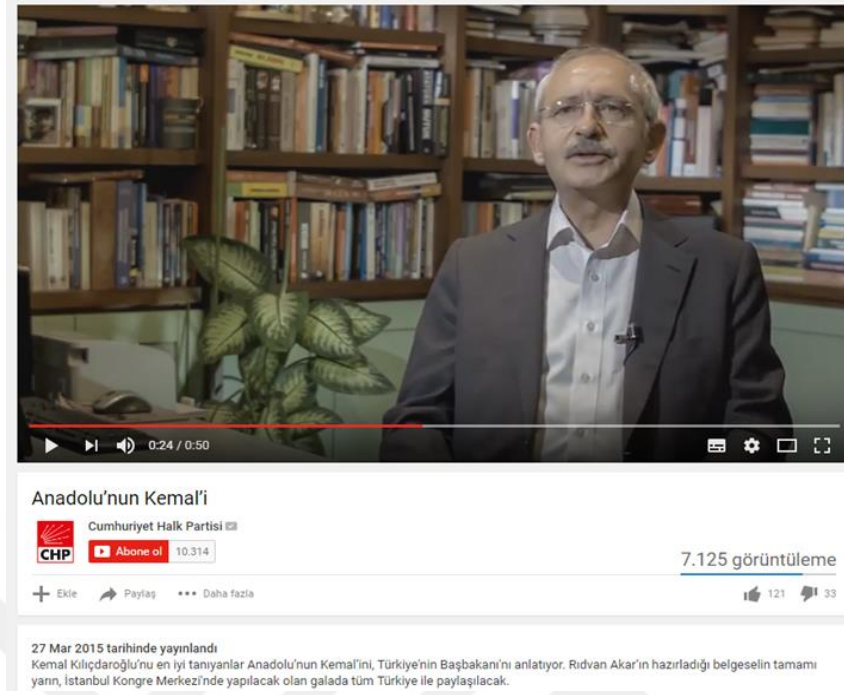 0:24 / 0:50
Anadolu'nun Kemal'i
Cumhuriyet Halk Partisi
CHP
Abone ol 10.314
7.125 görüntüleme
Ekle Paylaş Daha fazla 121 33
27 Mar 2015 tarihinde yayınlandı
Kemal Kılıçdaroğlu'nu en iyi tanıyanlar Anadolu'nun Kemal'ini, Türkiye'nin Başbakanı'nı anlatıyor. Rıdvan Akar'ın hazırladığı belgeselin tamamı
yarın, İstanbul Kongre Merkezi'nde yapılacak olan galada tüm Türkiye ile paylaşılacak.